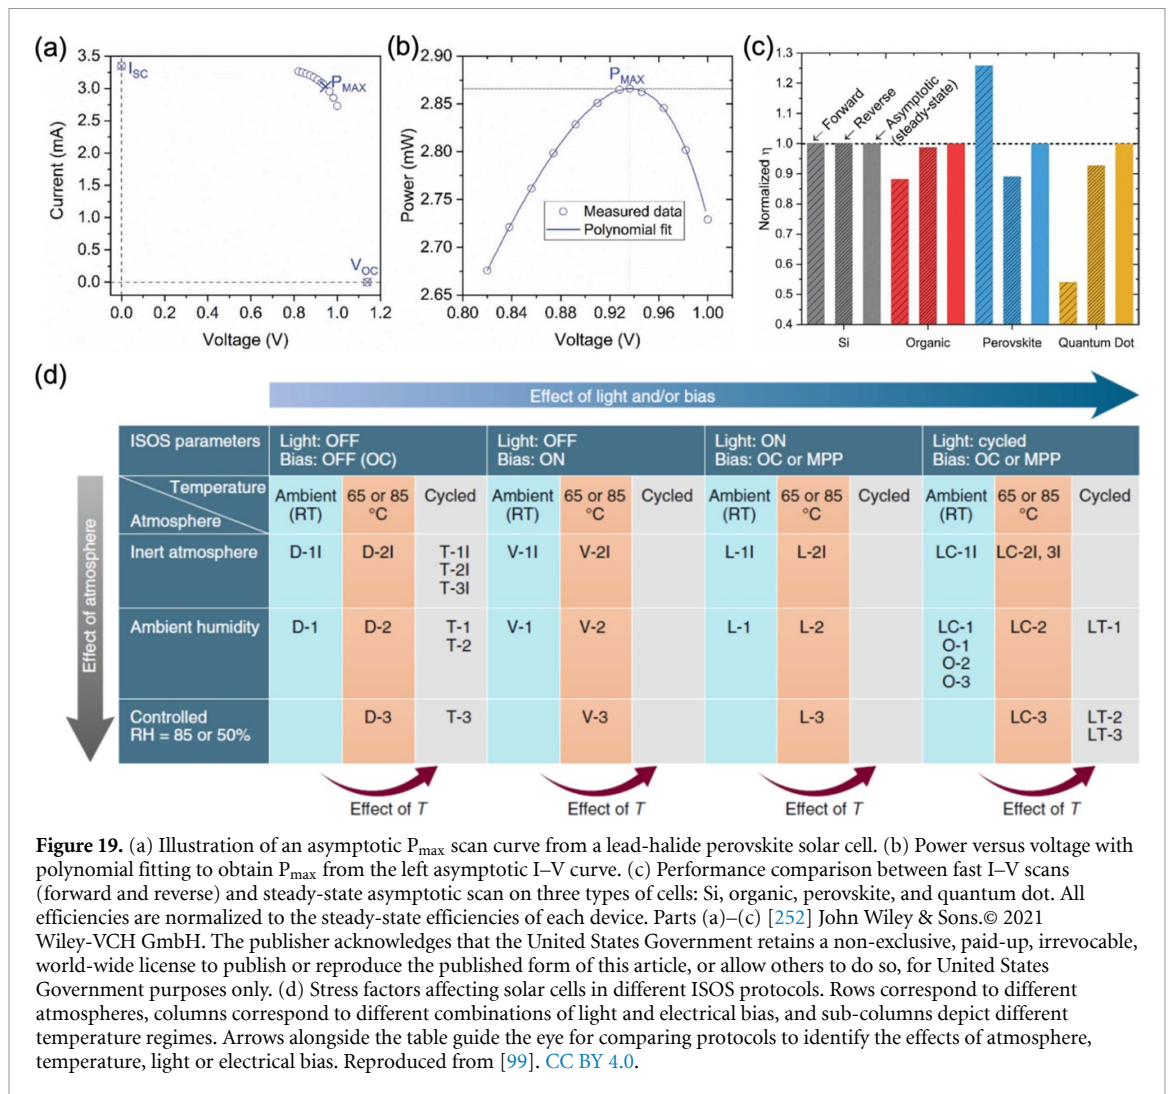 (a)
3.5
3.0
2.5
2.0
1.5
1.0
0.5
0.0
Current (mA)
I_SC
P_MAX
V_OC
0.0 0.2 0.4 0.6 0.8 1.0 1.2
Voltage (V)
(b)
2.90
2.85
2.80
2.75
2.70
2.65
Power (mW)
P_MAX
Measured data
Polynomial fit
0.80 0.84 0.88 0.92 0.96 1.00
Voltage (V)
(c)
1.3
1.2
1.1
1.0
0.9
0.8
0.7
0.6
0.5
0.4
Normalized η
← Forward
← Reverse
← Asymptotic
(steady-state)
Si Organic Perovskite Quantum Dot
(d)
Effect of light and/or bias
Effect of atmosphere
ISOS parameters
Light: OFF
Bias: OFF (OC)
Light: OFF
Bias: ON
Light: ON
Bias: OC or MPP
Light: cycled
Bias: OC or MPP
Temperature
Atmosphere
Ambient
(RT)
65 or 85
°C
Cycled
Ambient
(RT)
65 or 85
°C
Cycled
Ambient
(RT)
65 or 85
°C
Cycled
Ambient
(RT)
65 or 85
°C
Cycled
Inert atmosphere
D-1I
D-2I
T-1I
T-2I
T-3I
V-1I
V-2I
L-1I
L-2I
LC-1I
LC-2I, 3I
Ambient humidity
D-1
D-2
T-1
T-2
V-1
V-2
L-1
L-2
LC-1
O-1
O-2
O-3
LC-2
LT-1
Controlled
RH = 85 or 50%
D-3
T-3
V-3
L-3
LC-3
LT-2
LT-3
Effect of T
Effect of T
Effect of T
Effect of T
Figure 19. (a) Illustration of an asymptotic Pmax scan curve from a lead-halide perovskite solar cell. (b) Power versus voltage with
polynomial fitting to obtain Pmax from the left asymptotic I–V curve. (c) Performance comparison between fast I–V scans
(forward and reverse) and steady-state asymptotic scan on three types of cells: Si, organic, perovskite, and quantum dot. All
efficiencies are normalized to the steady-state efficiencies of each device. Parts (a)–(c) [252] John Wiley & Sons.© 2021
Wiley-VCH GmbH. The publisher acknowledges that the United States Government retains a non-exclusive, paid-up, irrevocable,
world-wide license to publish or reproduce the published form of this article, or allow others to do so, for United States
Government purposes only. (d) Stress factors affecting solar cells in different ISOS protocols. Rows correspond to different
atmospheres, columns correspond to different combinations of light and electrical bias, and sub-columns depict different
temperature regimes. Arrows alongside the table guide the eye for comparing protocols to identify the effects of atmosphere,
temperature, light or electrical bias. Reproduced from [99]. CC BY 4.0.